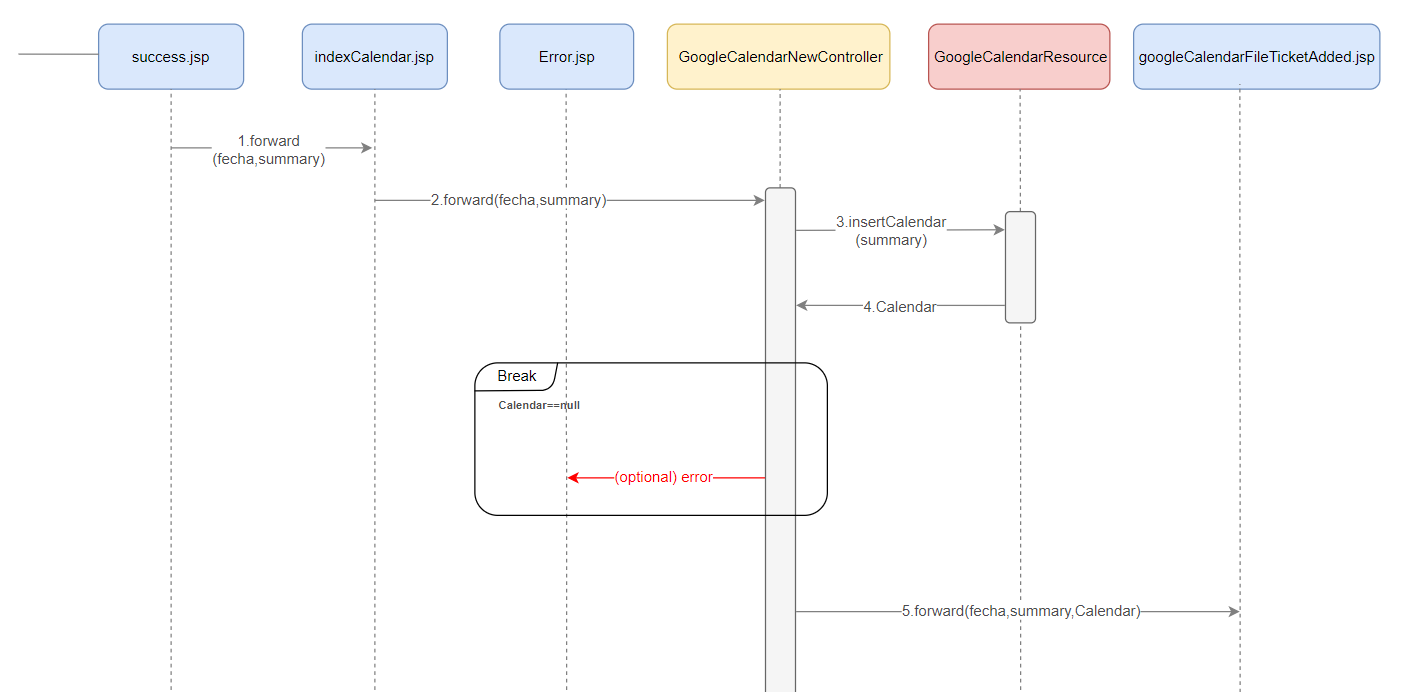 success.jsp
indexCalendar.jsp
Error.jsp
GoogleCalendarNewController
GoogleCalendarResource
googleCalendarFileTicketAdded.jsp
1.forward
(fecha,summary)
2.forward(fecha,summary)
3.insertCalendar
(summary)
4.Calendar
Break
Calendar==null
(optional) error
5.forward(fecha,summary,Calendar)